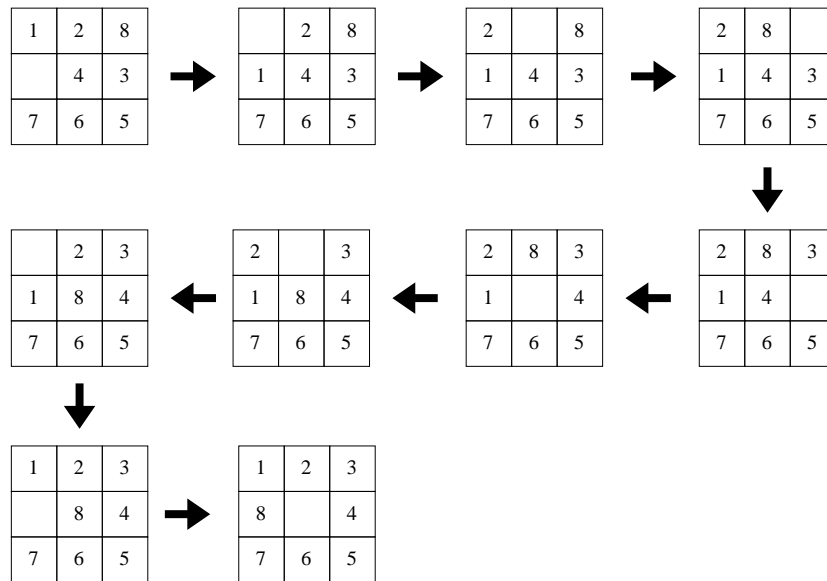 1 2 8 2 8 2 8 2 8
4 3 1 4 3 1 4 3 1 4 3
7 6 5 7 6 5 7 6 5 7 6 5
2 3 2 3 2 8 3 2 8 3
1 8 4 1 8 4 1 4 1 4
7 6 5 7 6 5 7 6 5 7 6 5
1 2 3 1 2 3
8 4 8 4
7 6 5 7 6 5